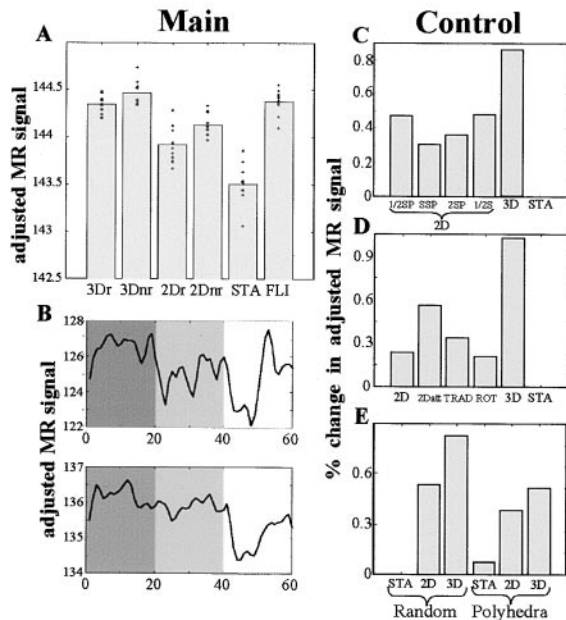 Main
Control
A
adjusted MR signal
144.5
144
143.5
142.5
3Dr 3Dnr 2Dr 2Dnr STA FLI
B
adjusted MR signal
128
126
124
122
0 20 40 60
137
136
135
134
0 20 40 60
% change in adjusted MR signal
C
0.8
0.6
0.4
0.2
0
1/2SP SSP 2SP 1/2S 3D STA
2D
D
0.9
0.6
0.3
0
2D 2Datt TRAD ROT 3D STA
E
0.6
0.3
0
STA 2D 3D STA 2D 3D
Random Polyhedra